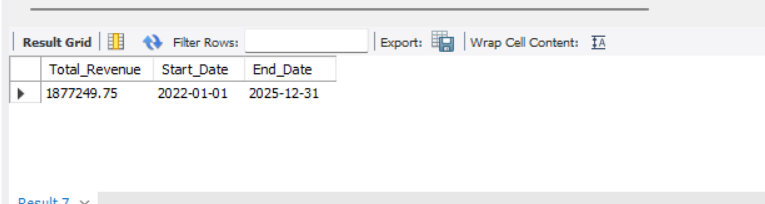 Result Grid Filter Rows: Export: Wrap Cell Content:
Total_Revenue Start_Date End_Date
1877249.75 2022-01-01 2025-12-31
Result 7